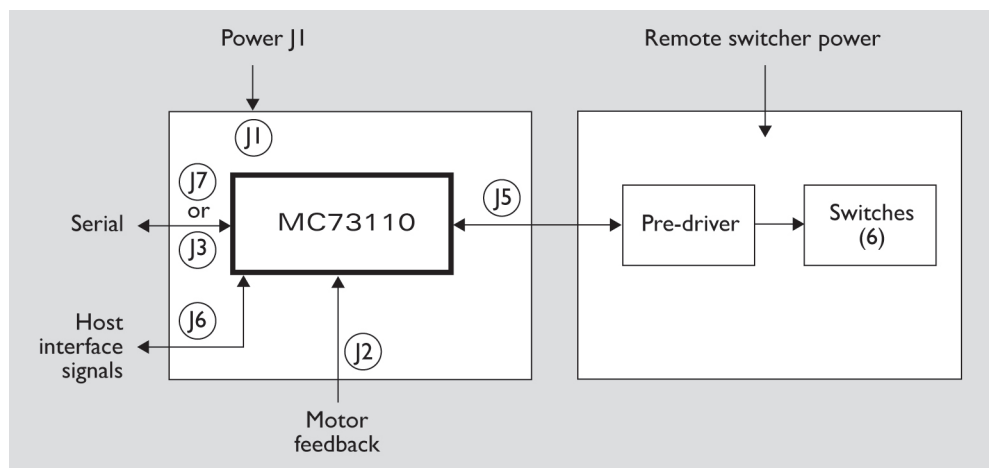 Power J1
Remote switcher power
J1
J7
or
J3
Serial
MC73110
J5
Pre-driver
Switches
(6)
J6
Host
interface
signals
J2
Motor
feedback